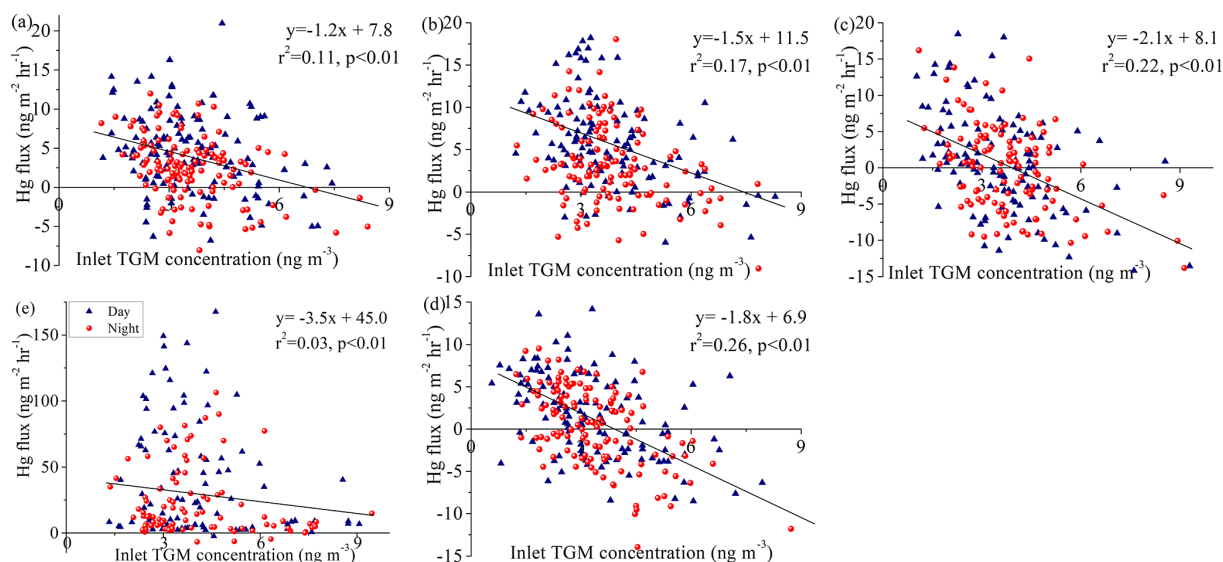 (a)
y=-1.2x + 7.8
r²=0.11, p<0.01
Hg flux (ng m⁻² hr⁻¹)
20
15
10
5
0
-5
-10
0
3
6
9
Inlet TGM concentration (ng m⁻³)
(b)
y=-1.5x + 11.5
r²=0.17, p<0.01
Hg flux (ng m⁻² hr⁻¹)
20
15
10
5
0
-5
-10
0
3
6
9
Inlet TGM concentration (ng m⁻³)
(c)
y= -2.1x + 8.1
r²=0.22, p<0.01
Hg flux (ng m⁻² hr⁻¹)
20
15
10
5
0
-5
-10
-15
0
3
6
9
Inlet TGM concentration (ng m⁻³)
(e)
Day
Night
y= -3.5x + 45.0
r²=0.03, p<0.01
Hg flux (ng m⁻² hr⁻¹)
150
100
50
0
0
3
6
9
Inlet TGM concentration (ng m⁻³)
(d)
y= -1.8x + 6.9
r²=0.26, p<0.01
Hg flux (ng m⁻² hr⁻¹)
15
10
5
0
-5
-10
-15
0
6
9
Inlet TGM concentration (ng m⁻³)